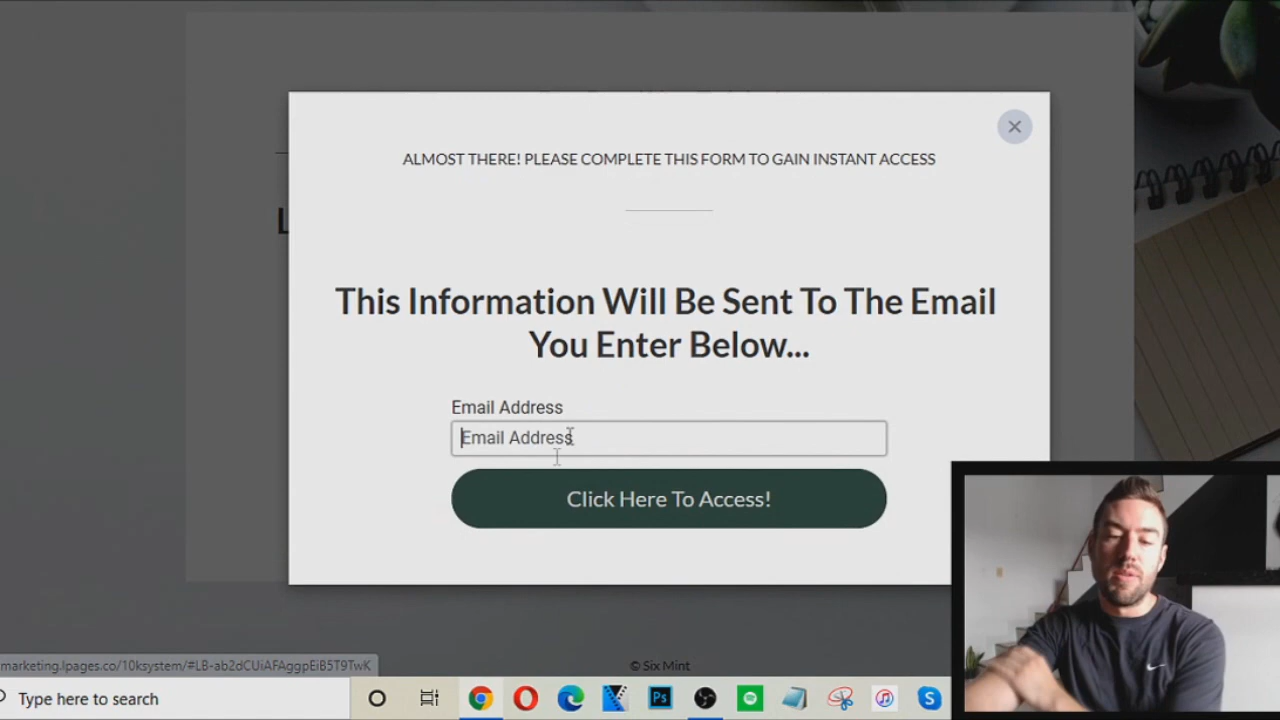 ALMOST THERE! PLEASE COMPLETE THIS FORM TO GAIN INSTANT ACCESS
This Information Will Be Sent To The Email
You Enter Below...
Email Address
Email Address
Click Here To Access!
marketing.lpages.co/10ksystem/#LB-ab2dCUiAFAggpEiB5T9TwK
© Six Mint
Type here to search
Ps
S